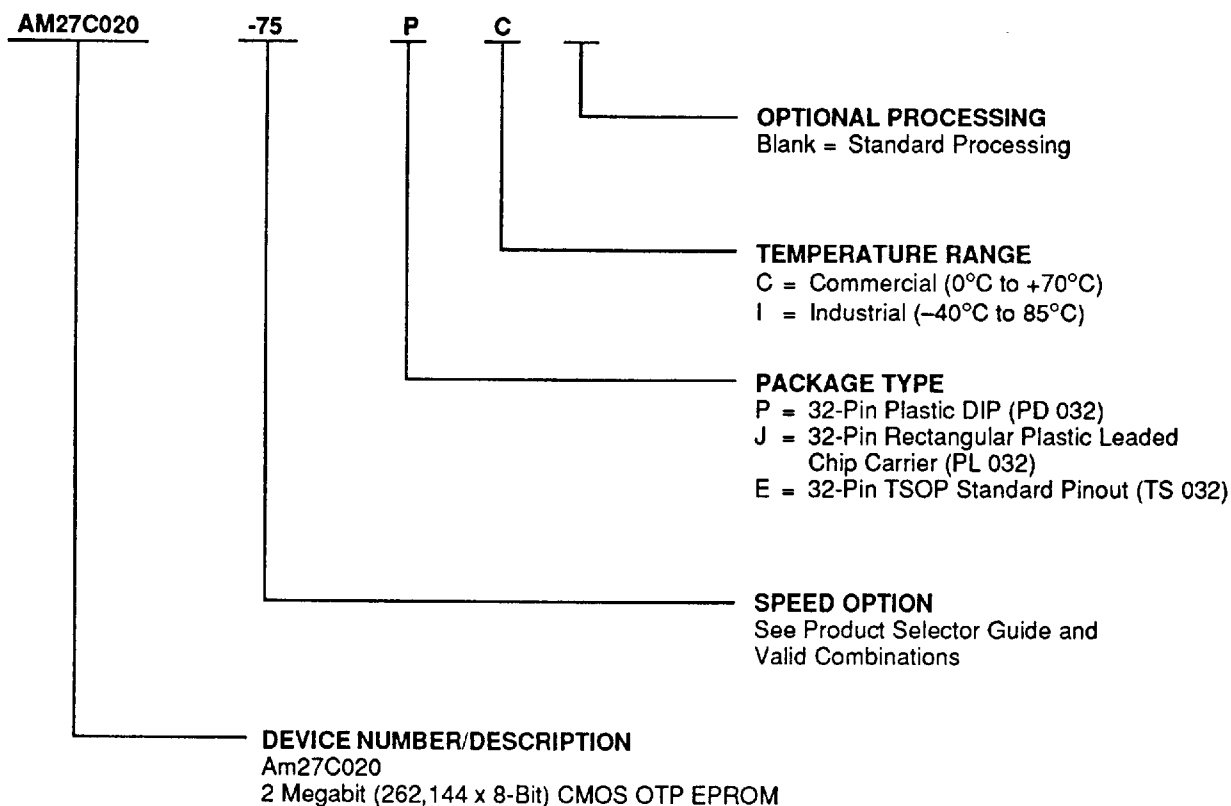 AM27C020 -75 P C
OPTIONAL PROCESSING
Blank = Standard Processing
TEMPERATURE RANGE
C = Commercial (0°C to +70°C)
I = Industrial (–40°C to 85°C)
PACKAGE TYPE
P = 32-Pin Plastic DIP (PD 032)
J = 32-Pin Rectangular Plastic Leaded
Chip Carrier (PL 032)
E = 32-Pin TSOP Standard Pinout (TS 032)
SPEED OPTION
See Product Selector Guide and
Valid Combinations
DEVICE NUMBER/DESCRIPTION
Am27C020
2 Megabit (262,144 x 8-Bit) CMOS OTP EPROM